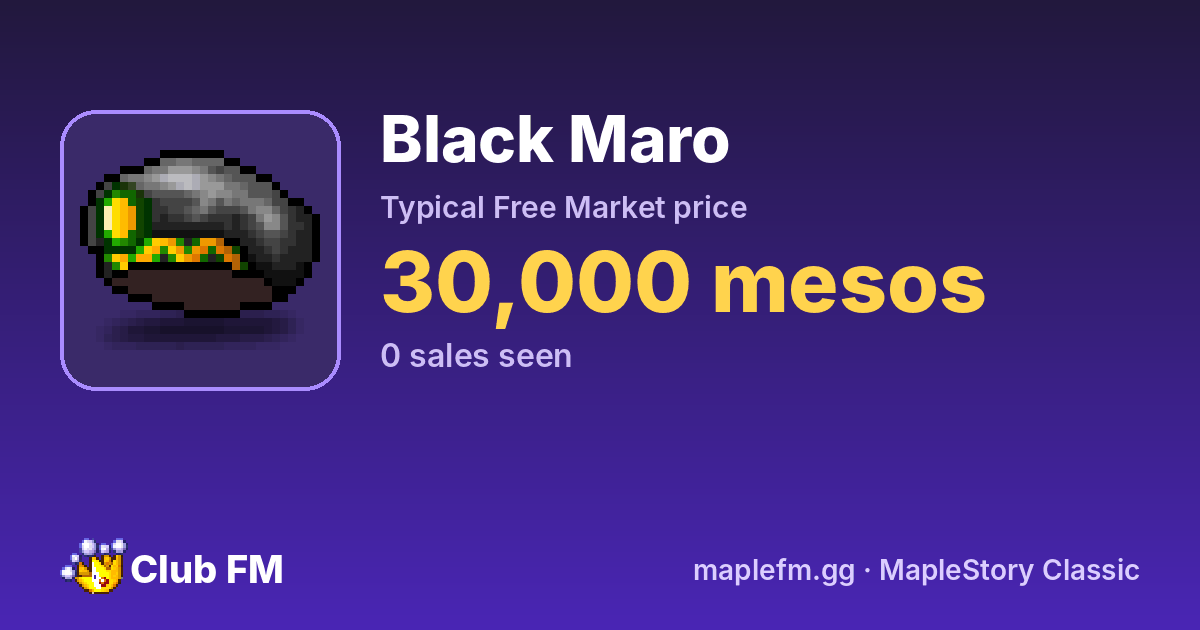 Black Maro
Typical Free Market price
30,000 mesos
0 sales seen
Club FM
maplefm.gg · MapleStory Classic